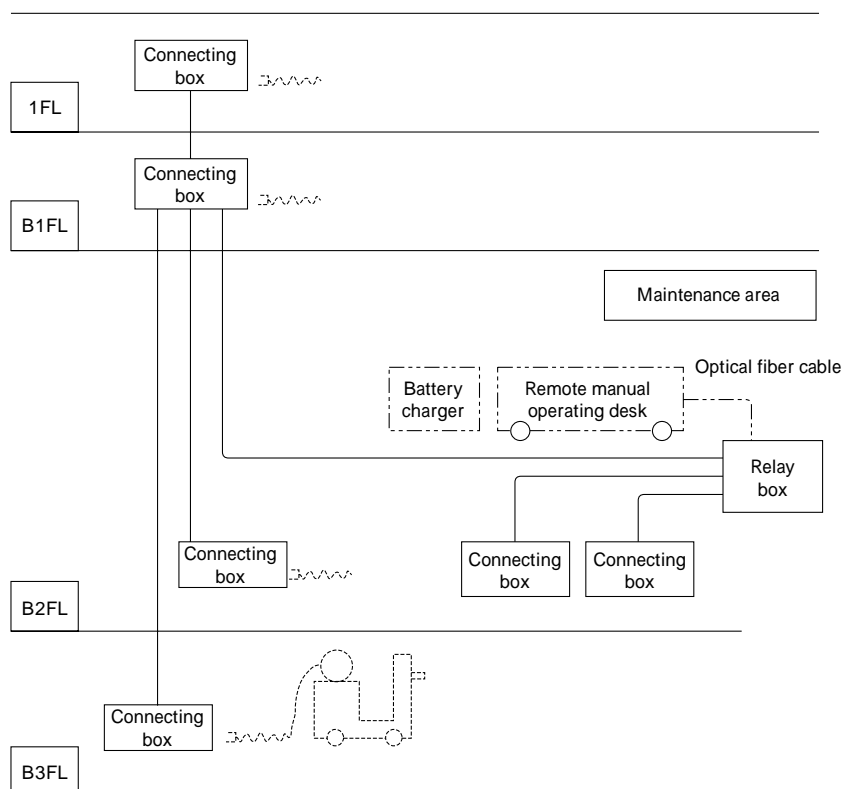 Connecting
box
1FL
Connecting
box
B1FL
Maintenance area
Optical fiber cable
Battery
charger
Remote manual
operating desk
Relay
box
Connecting
box
Connecting
box
Connecting
box
B2FL
Connecting
box
B3FL